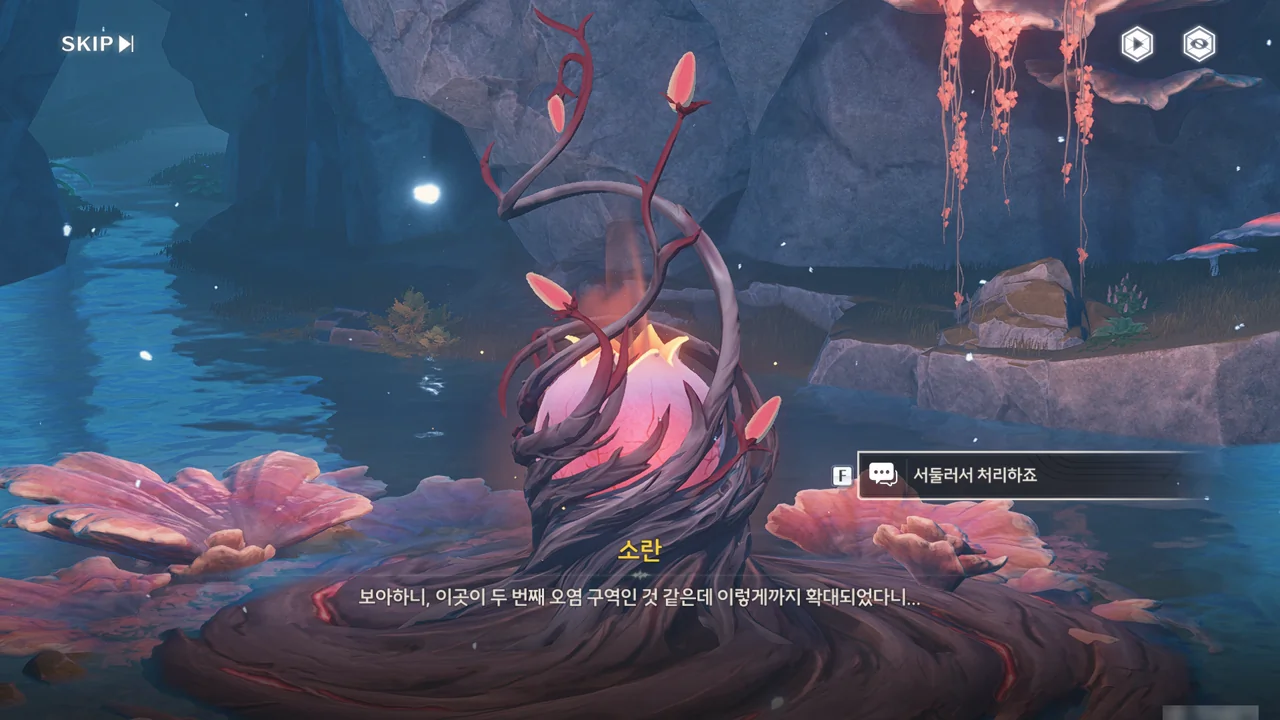 SKIP
F
서둘러서 처리하죠
소란
보아하니, 이곳이 두 번째 오염 구역인 것 같은데 이렇게까지 확대되었다니...